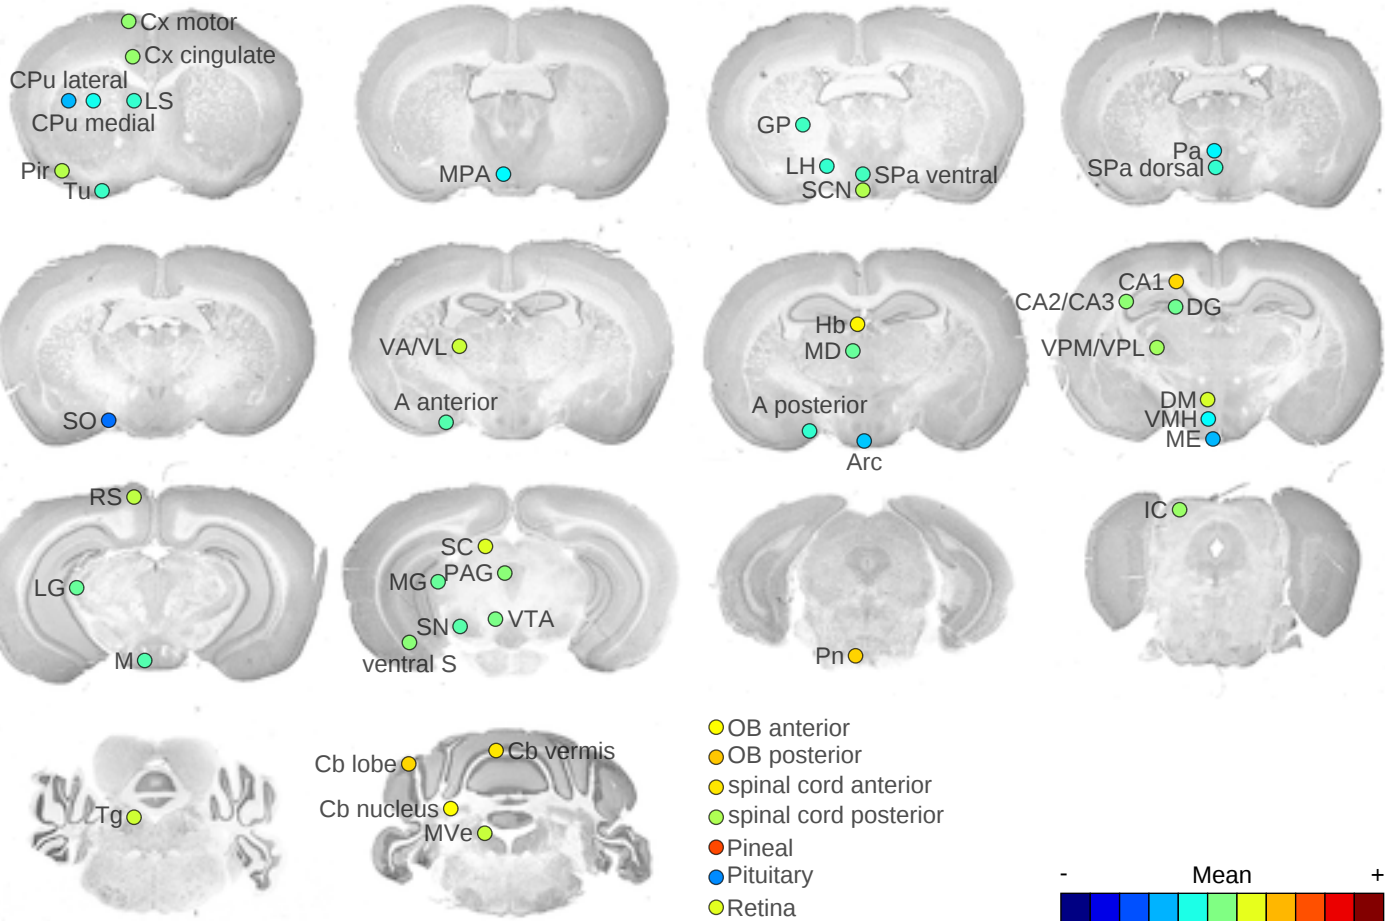 Cx motor
Cx cingulate
CPu lateral
LS
CPu medial
Pir
Tu
MPA
GP
LH
SPa ventral
SCN
Pa
SPa dorsal
SO
VA/VL
A anterior
Hb
MD
A posterior
Arc
CA1
CA2/CA3
DG
VPM/VPL
DM
VMH
ME
RS
LG
M
SC
PAG
MG
VTA
SN
ventral S
Pn
IC
Tg
Cb lobe
Cb vermis
Cb nucleus
MVe
OB anterior
OB posterior
spinal cord anterior
spinal cord posterior
Pineal
Pituitary
Retina
- Mean +